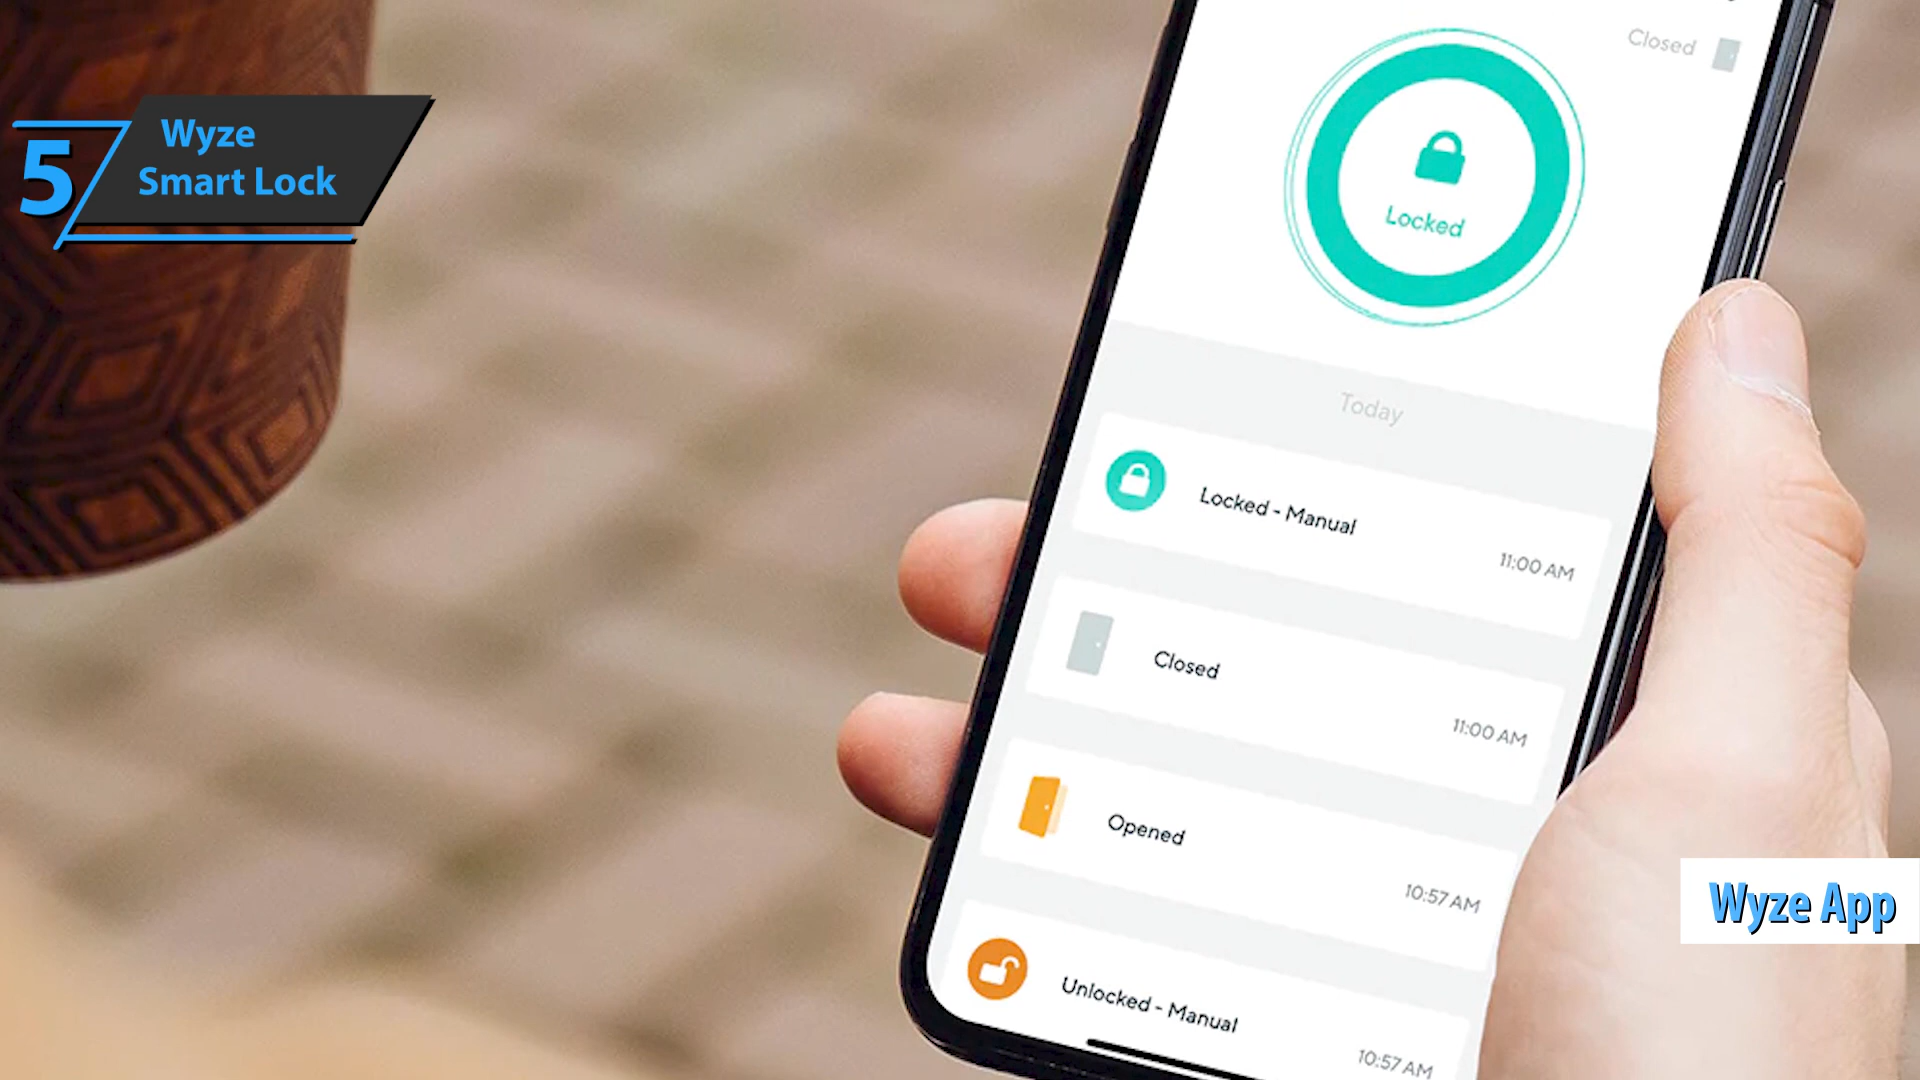 5
Wyze
Smart Lock
Closed
Locked
Today
Locked - Manual
11:00 AM
Closed
11:00 AM
Opened
10:57 AM
Unlocked - Manual
10:57 AM
Wyze App